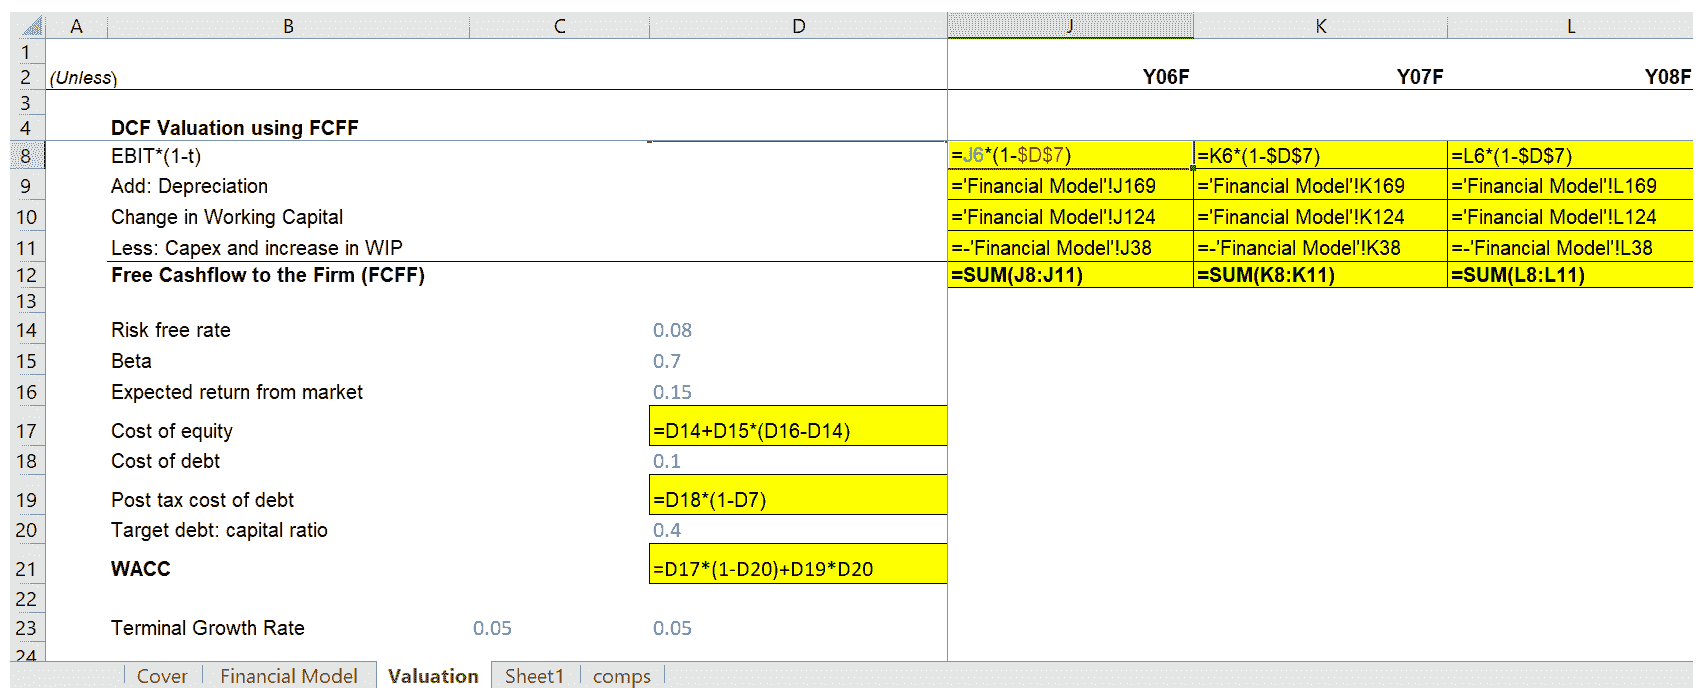 A B C D J K L
1
2 (Unless) Y06F Y07F Y08F
3
4 DCF Valuation using FCFF
8 EBIT*(1-t) =J6*(1-$D$7) =K6*(1-$D$7) =L6*(1-$D$7)
9 Add: Depreciation ='Financial Model'!J169 ='Financial Model'!K169 ='Financial Model'!L169
10 Change in Working Capital ='Financial Model'!J124 ='Financial Model'!K124 ='Financial Model'!L124
11 Less: Capex and increase in WIP =-'Financial Model'!J38 =-'Financial Model'!K38 =-'Financial Model'!L38
12 Free Cashflow to the Firm (FCFF) =SUM(J8:J11) =SUM(K8:K11) =SUM(L8:L11)
13
14 Risk free rate 0.08
15 Beta 0.7
16 Expected return from market 0.15
17 Cost of equity =D14+D15*(D16-D14)
18 Cost of debt 0.1
19 Post tax cost of debt =D18*(1-D7)
20 Target debt: capital ratio 0.4
21 WACC =D17*(1-D20)+D19*D20
22
23 Terminal Growth Rate 0.05 0.05
24
Cover Financial Model Valuation Sheet1 comps